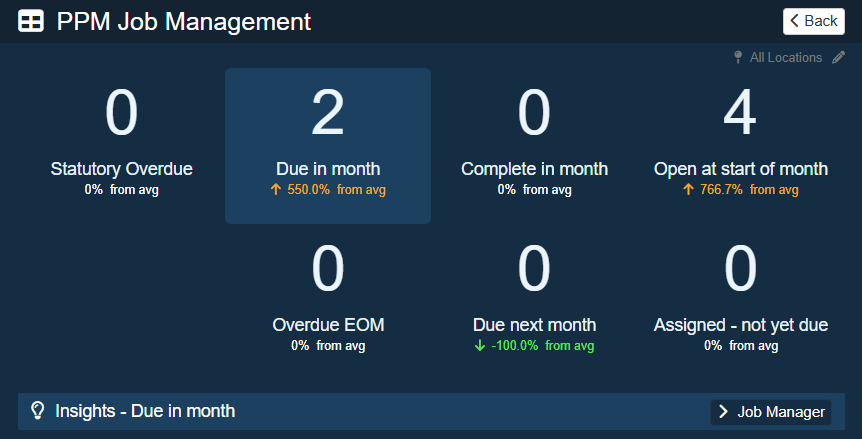 PPM Job Management
Back
All Locations
0
Statutory Overdue
0% from avg
2
Due in month
550.0% from avg
0
Complete in month
0% from avg
4
Open at start of month
766.7% from avg
0
Overdue EOM
0% from avg
0
Due next month
-100.0% from avg
0
Assigned - not yet due
0% from avg
Insights - Due in month
Job Manager